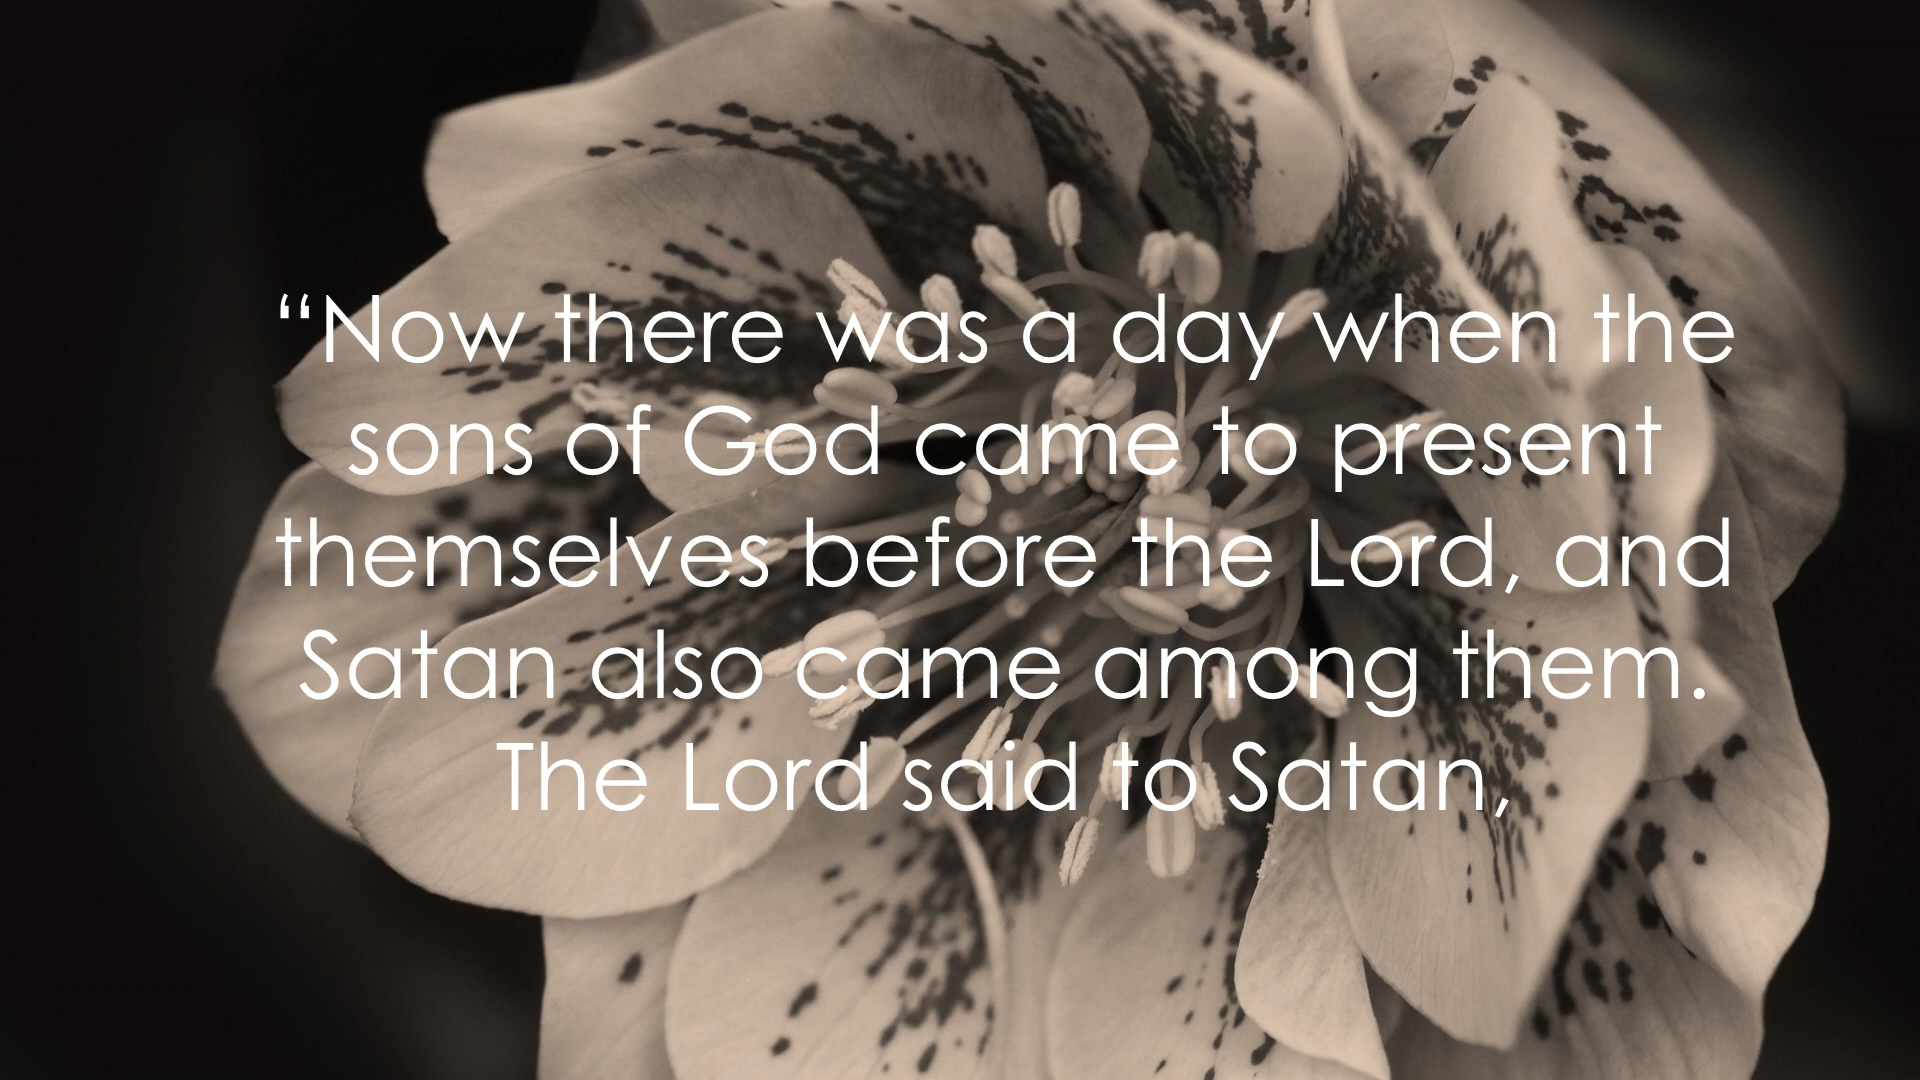 “Now there was a day when the
sons of God came to present
themselves before the Lord, and
Satan also came among them.
The Lord said to Satan,